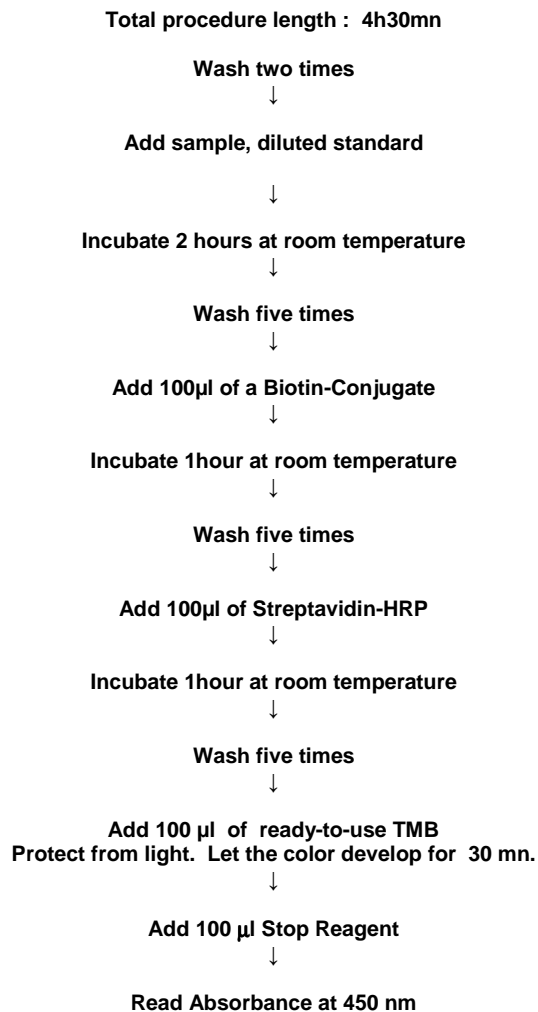 Total procedure length :  4h30mn
Wash two times
↓
Add sample, diluted standard
↓
Incubate 2 hours at room temperature
↓
Wash five times
↓
Add 100µl of a Biotin-Conjugate
↓
Incubate 1hour at room temperature
↓
Wash five times
↓
Add 100µl of Streptavidin-HRP
↓
Incubate 1hour at room temperature
↓
Wash five times
↓
Add 100 µl  of  ready-to-use TMB
Protect from light.  Let the color develop for  30 mn.
↓
Add 100 μl Stop Reagent
↓
Read Absorbance at 450 nm